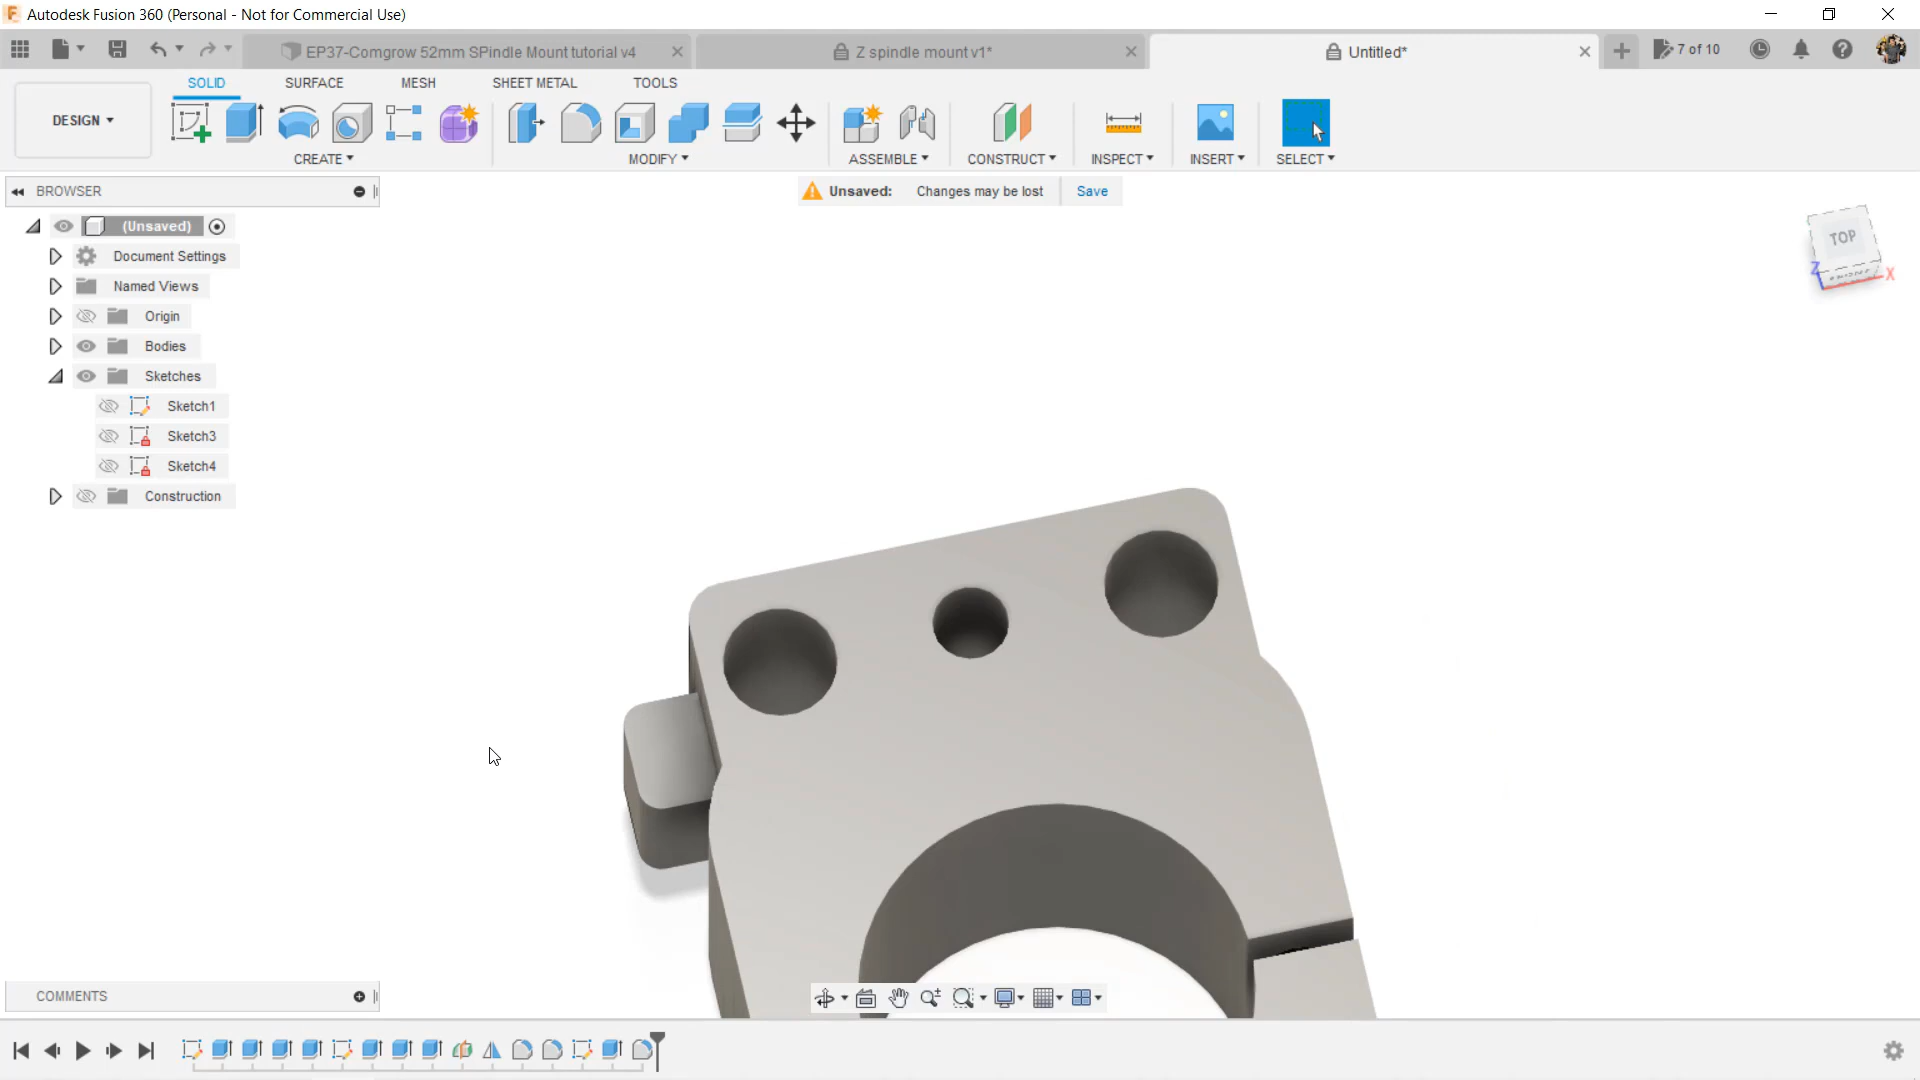 Autodesk Fusion 360 (Personal - Not for Commercial Use)
EP37-Comgrow 52mm SPindle Mount tutorial v4
Z spindle mount v1*
Untitled*
7 of 10
DESIGN
SOLID
SURFACE
MESH
SHEET METAL
TOOLS
CREATE
MODIFY
ASSEMBLE
CONSTRUCT
INSPECT
INSERT
SELECT
BROWSER
Unsaved: Changes may be lost Save
(Unsaved)
Document Settings
Named Views
Origin
Bodies
Sketches
Sketch1
Sketch3
Sketch4
Construction
TOP
Z
X
COMMENTS